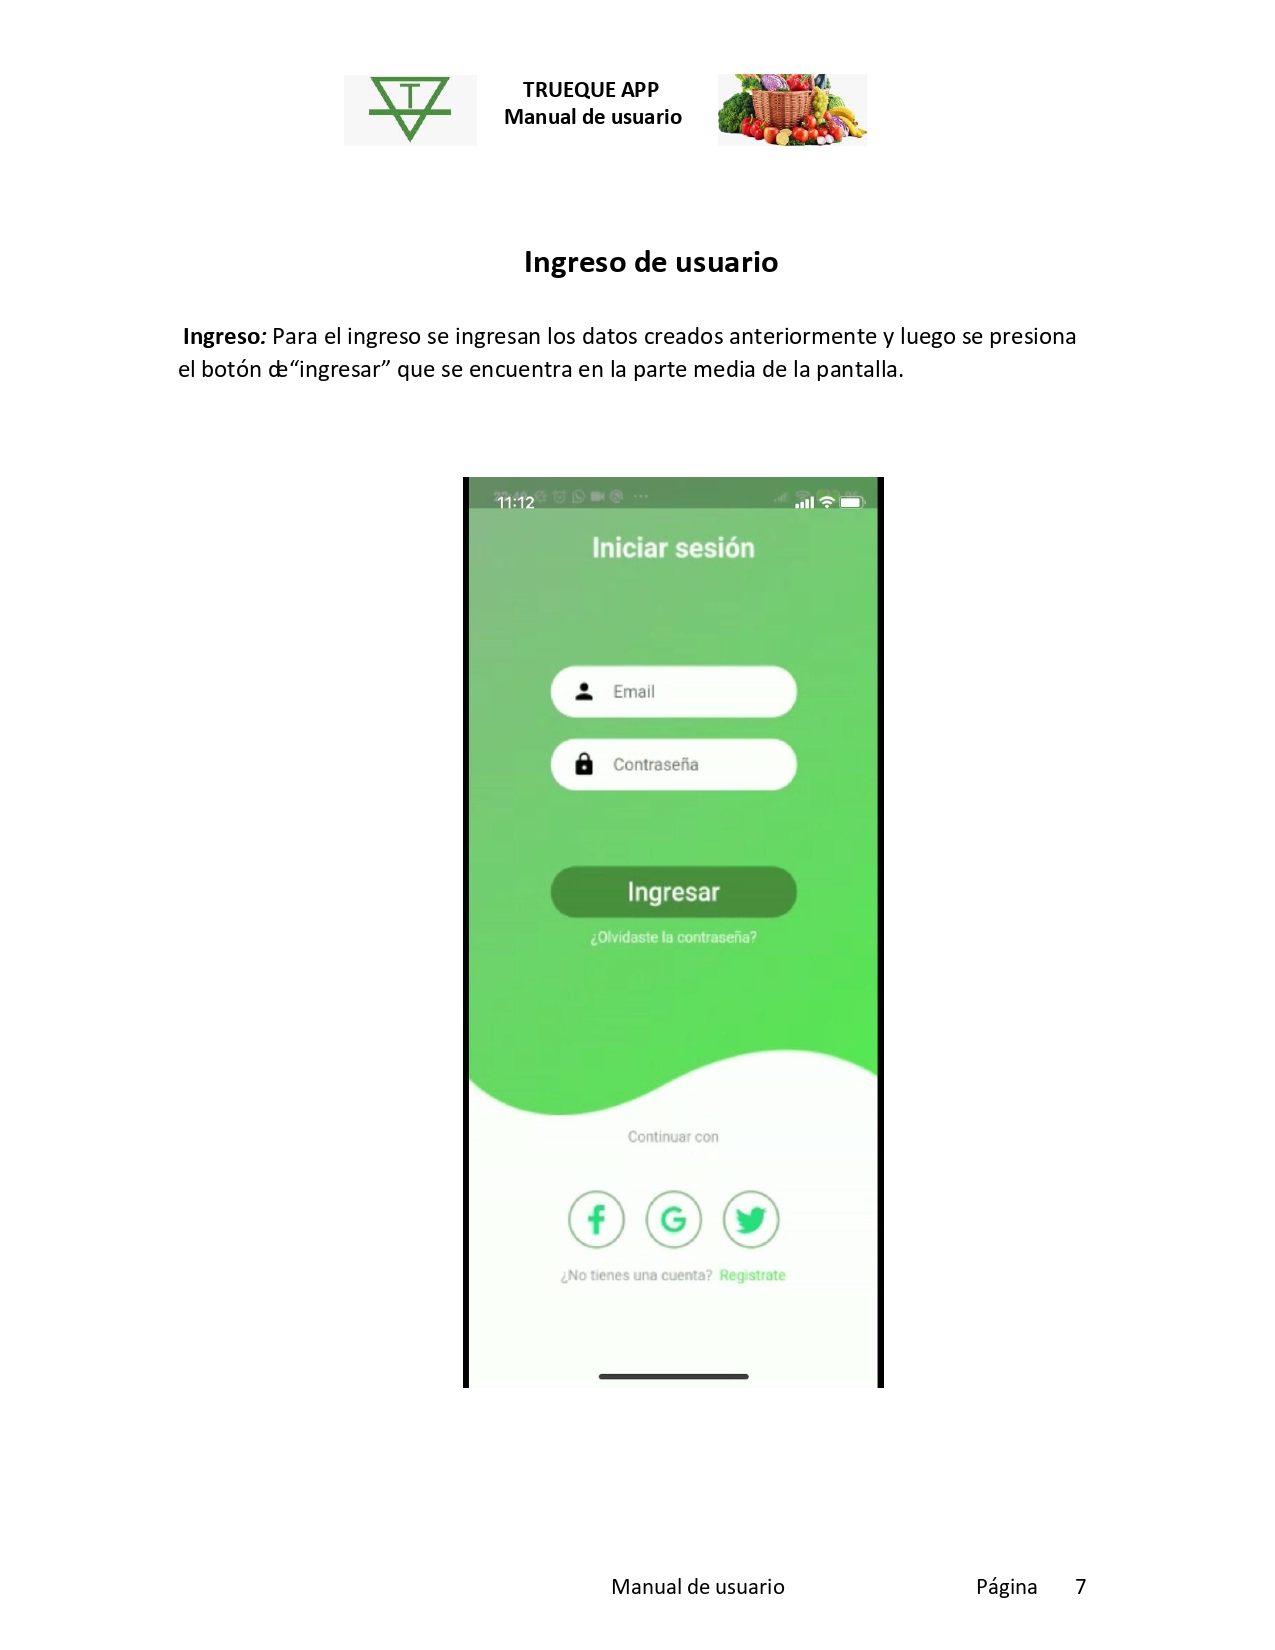 T
TRUEQUE APP
Manual de usuario
Ingreso de usuario
Ingreso: Para el ingreso se ingresan los datos creados anteriormente y luego se presiona
el botón de“ingresar” que se encuentra en la parte media de la pantalla.
11:12
Iniciar sesión
Email
Contraseña
Ingresar
¿Olvidaste la contraseña?
Continuar con
f G
¿No tienes una cuenta? Registrate
Manual de usuario Página 7